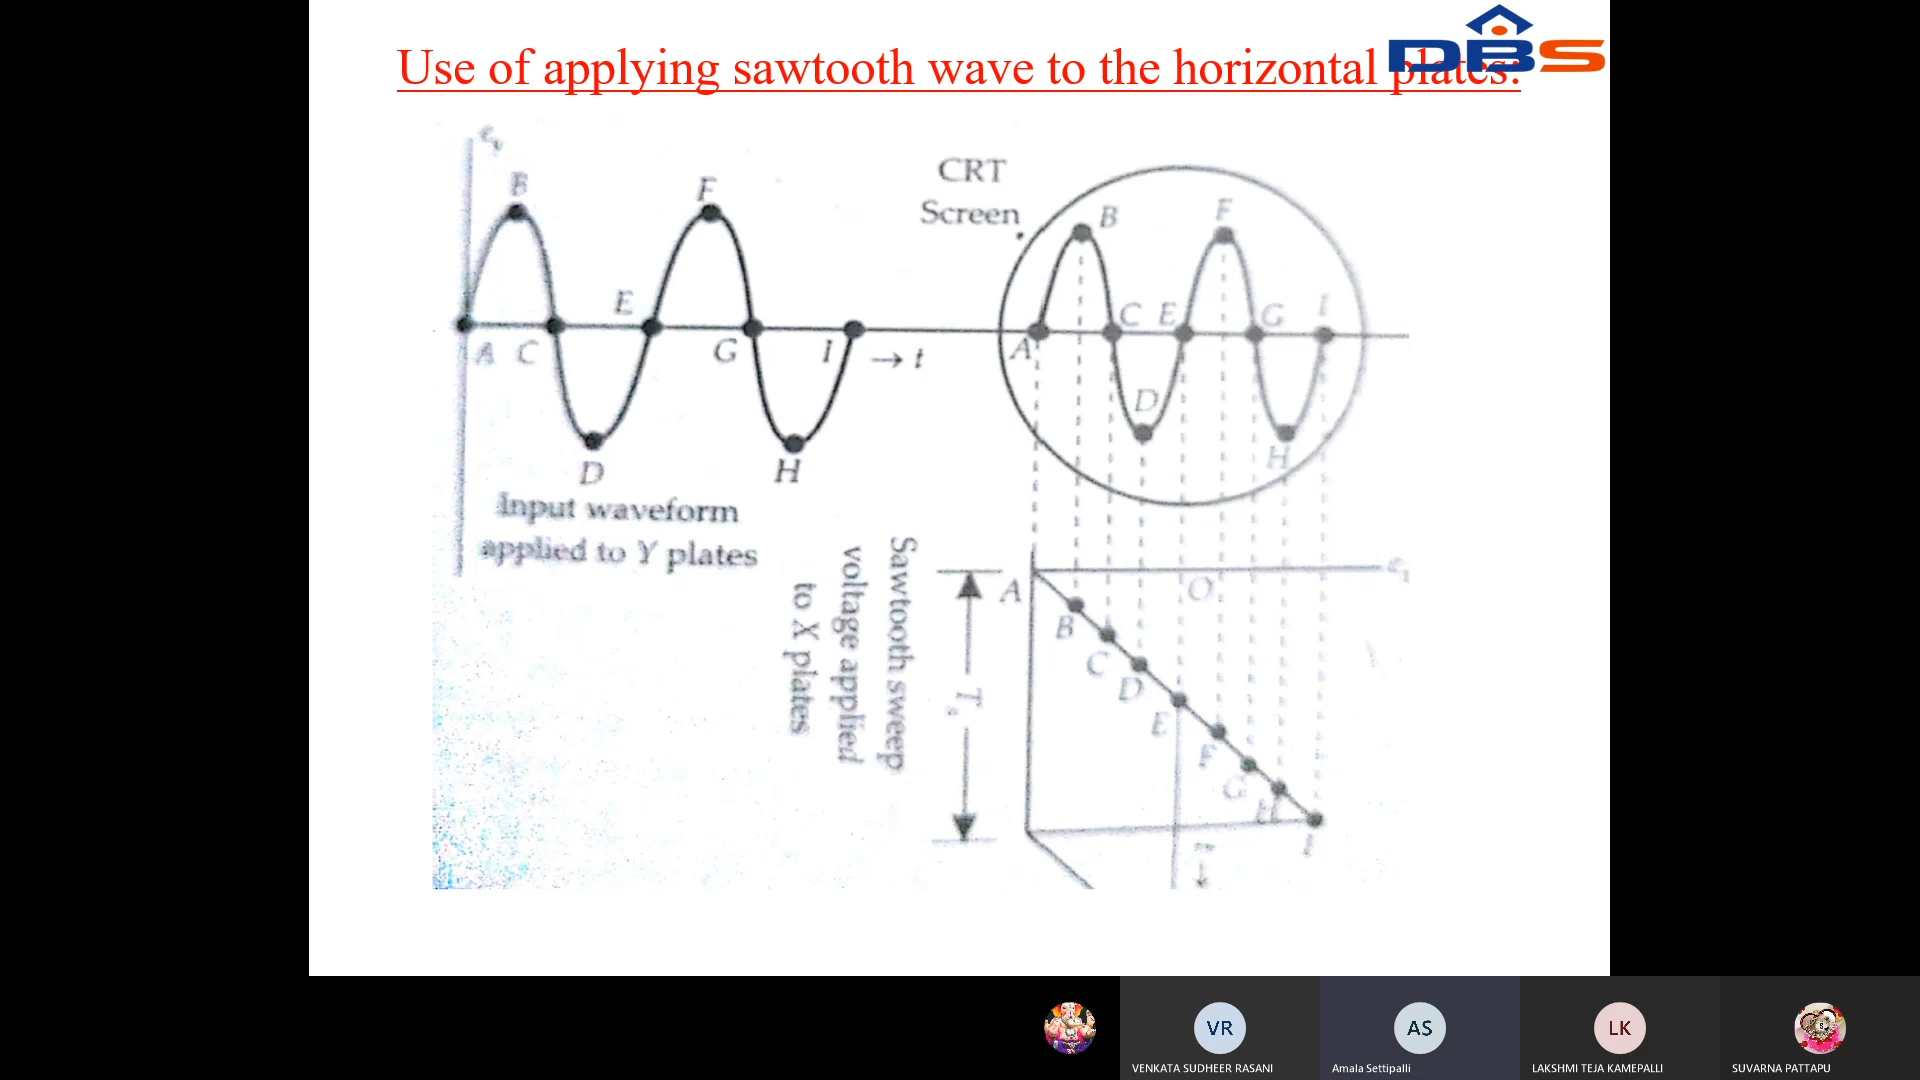 Use of applying sawtooth wave to the horizontal plates:
DBS
B
F
E
A C
G
I → t
D
H
Input waveform
applied to Y plates
CRT
Screen
B
F
C E
G
I
A
D
H
Sawtooth sweep
voltage applied
to X plates
A
O
B
C
D
E
F
G
H
I
VR
AS
LK
VENKATA SUDHEER RASANI
Amala Settipalli
LAKSHMI TEJA KAMEPALLI
SUVARNA PATTAPU